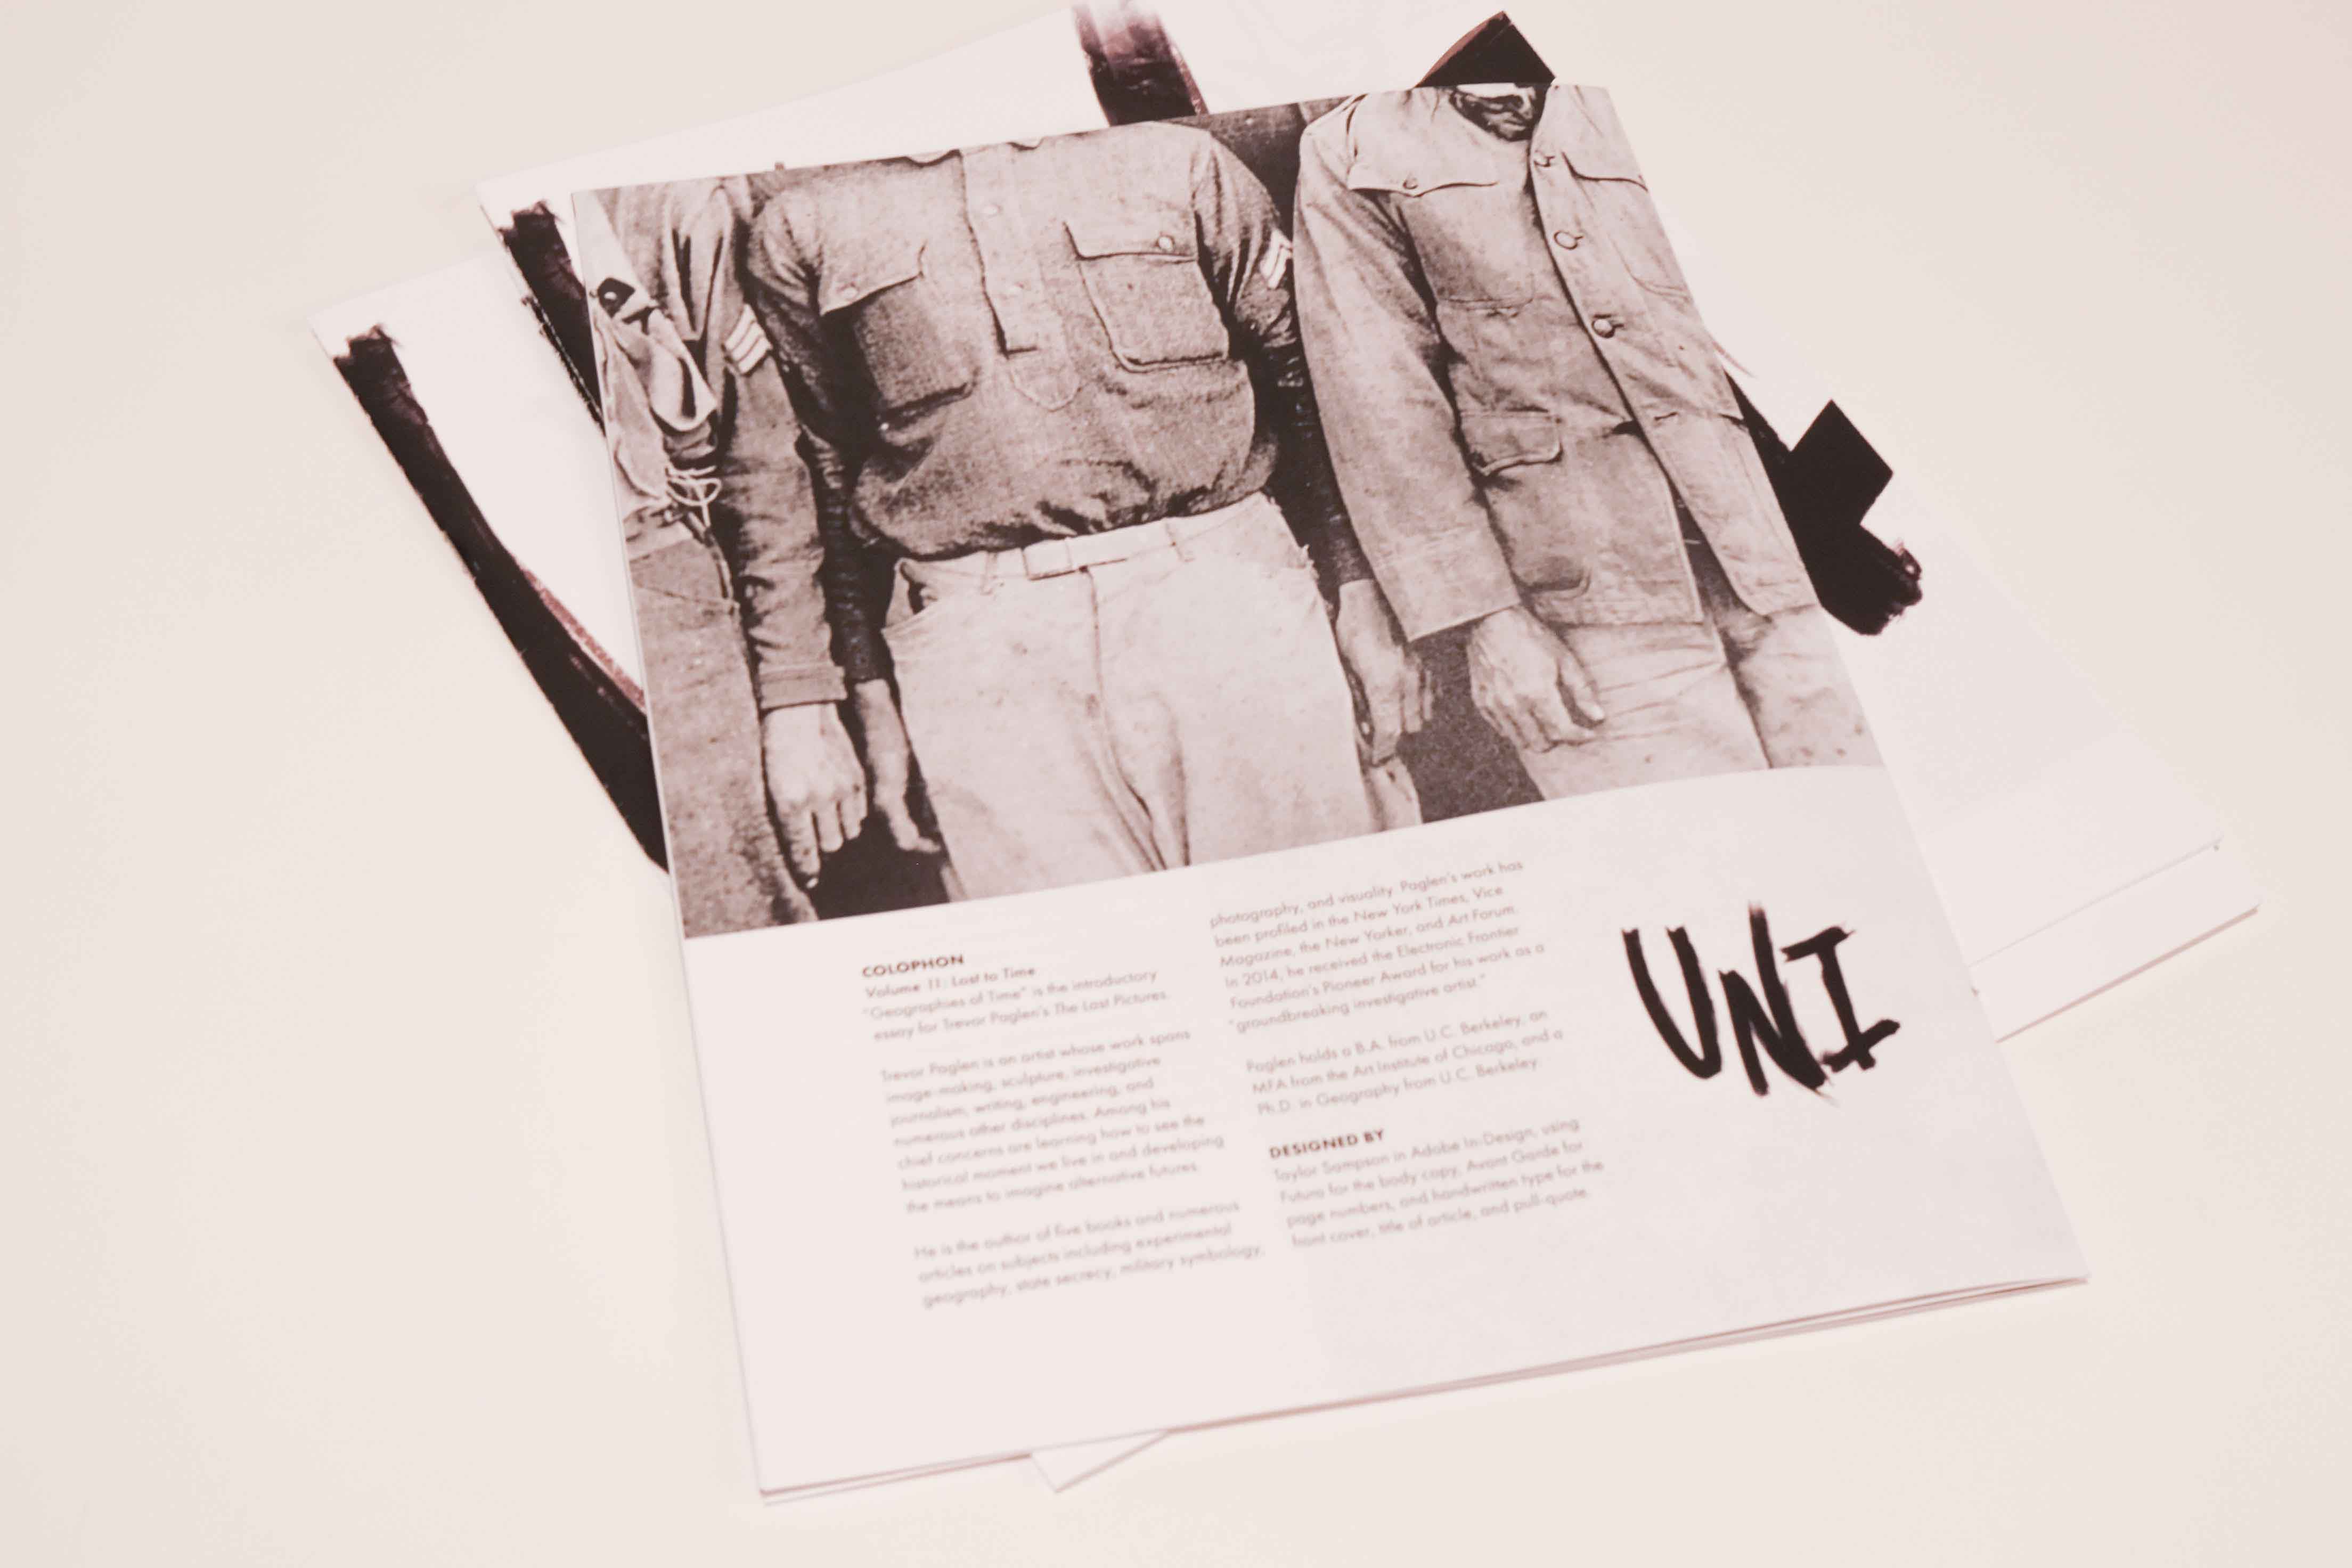 COLOPHON
Volume 11: Lost to Time
"Geographies of Time" is the introductory
essay for Trevor Paglen's The Last Pictures.
Trevor Paglen is an artist whose work spans
image-making, sculpture, investigative
journalism, writing, engineering, and
numerous other disciplines. Among his
chief concerns are learning how to see the
historical moment we live in and developing
the means to imagine alternative futures.
He is the author of five books and numerous
articles on subjects including experimental
geography, state secrecy, military symbology,
photography, and visuality. Paglen's work has
been profiled in the New York Times, Vice
Magazine, the New Yorker, and Art Forum.
In 2014, he received the Electronic Frontier
Foundation's Pioneer Award for his work as a
"groundbreaking investigative artist."
Paglen holds a B.A. from U.C. Berkeley, an
MFA from the Art Institute of Chicago, and a
Ph.D. in Geography from U.C. Berkeley.
DESIGNED BY
Taylor Sampson in Adobe In-Design, using
Futura for the body copy, Avant Garde for
page numbers, and handwritten type for the
front cover, title of article, and pull-quote.
UNI